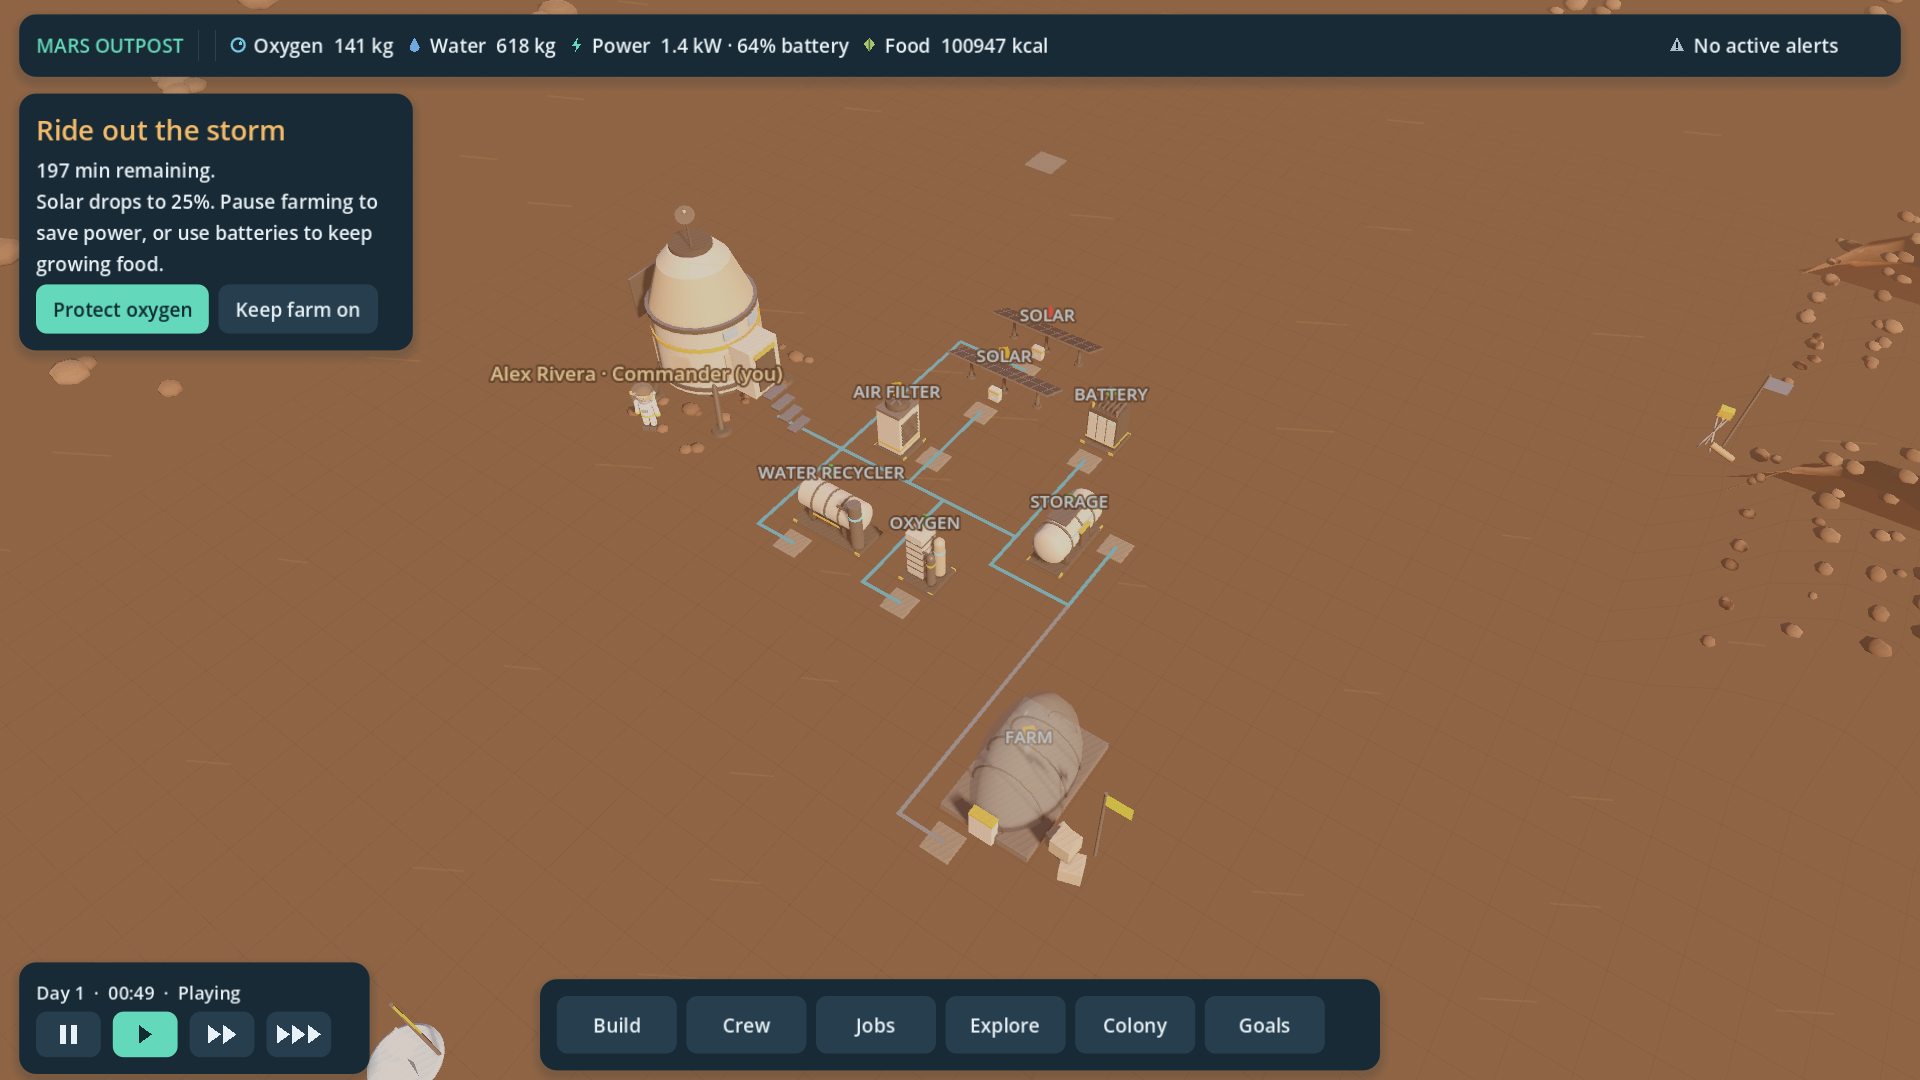 MARS OUTPOST
Oxygen 141 kg
Water 618 kg
Power 1.4 kW · 64% battery
Food 100947 kcal
No active alerts
Ride out the storm
197 min remaining.
Solar drops to 25%. Pause farming to
save power, or use batteries to keep
growing food.
Protect oxygen
Keep farm on
SOLAR
SOLAR
Alex Rivera · Commander (you)
AIR FILTER
BATTERY
WATER RECYCLER
STORAGE
OXYGEN
FARM
Day 1 · 00:49 · Playing
Build
Crew
Jobs
Explore
Colony
Goals